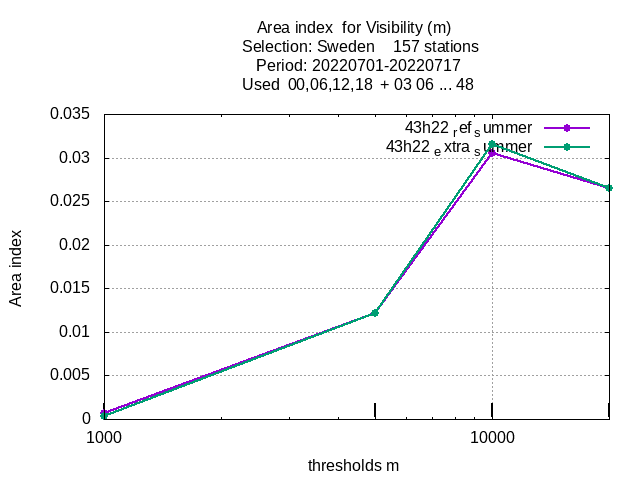 Area index  for Visibility (m)
Selection: Sweden    157 stations
Period: 20220701-20220717
Used  00,06,12,18  + 03 06 ... 48
0.035
43h22 ref summer
43h22 extra summer
0.03
0.025
0.02
0.015
0.01
0.005
0
Area index
1000
10000
thresholds m